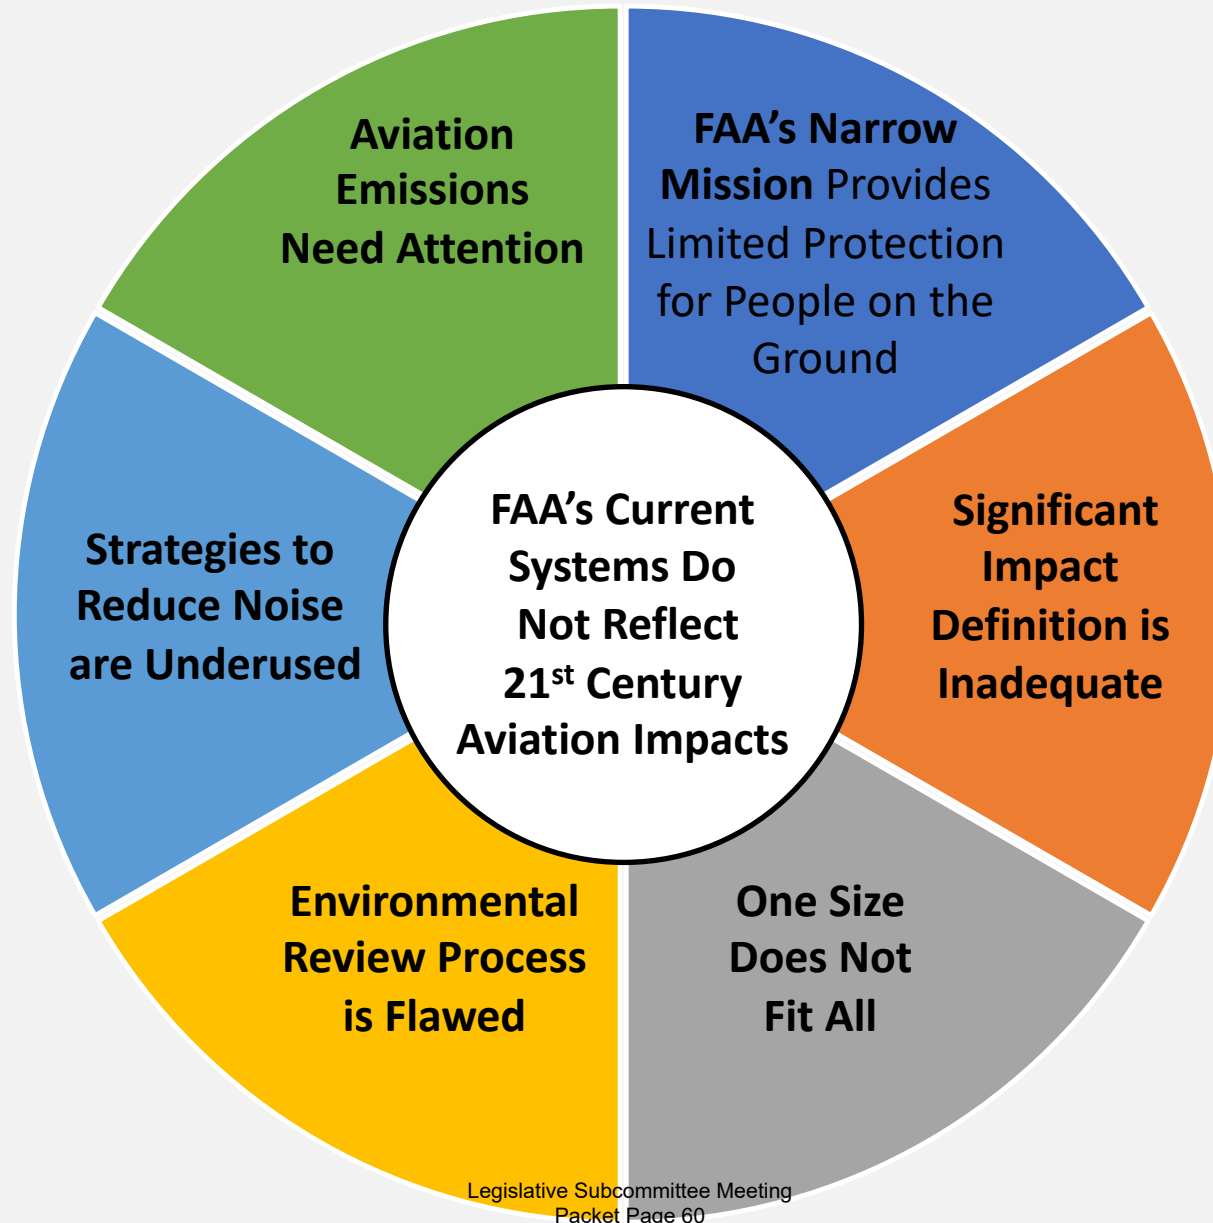 Aviation
Emissions
Need Attention
FAA’s Narrow
Mission Provides
Limited Protection
for People on the
Ground
Significant
Impact
Definition is
Inadequate
One Size
Does Not
Fit All
Environmental
Review Process
is Flawed
Strategies to
Reduce Noise
are Underused
FAA’s Current
Systems Do
Not Reflect
21st Century
Aviation Impacts
Legislative Subcommittee Meeting
Packet Page 60